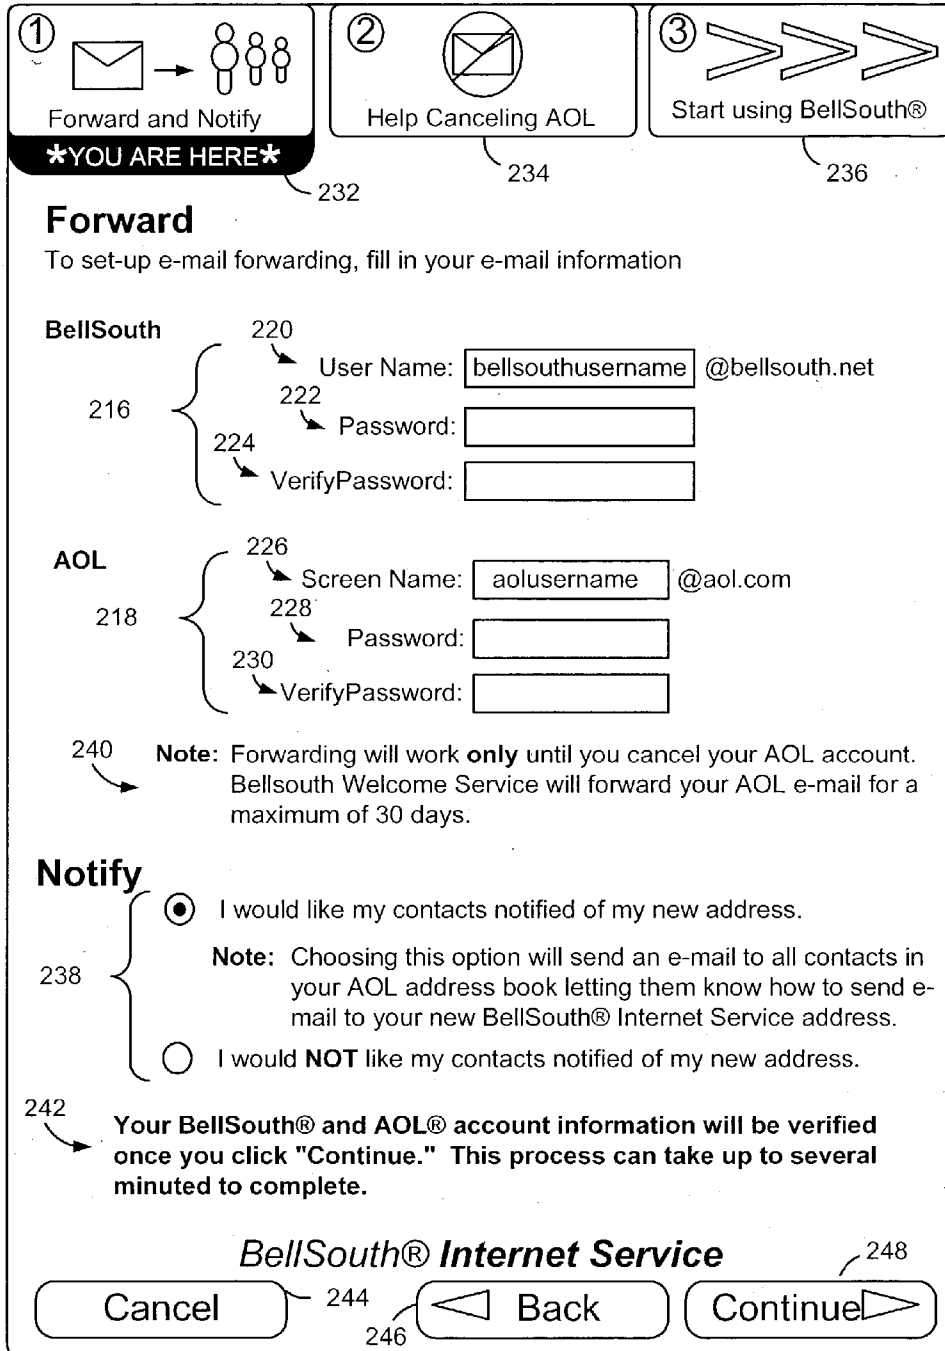 1
2
3
Forward and Notify
Help Canceling AOL
Start using BellSouth®
*YOU ARE HERE*
232
234
236
Forward
To set-up e-mail forwarding, fill in your e-mail information
BellSouth
220
User Name: bellsouthusername @bellsouth.net
216
222
Password:
224
VerifyPassword:
AOL
226
Screen Name: aolusername @aol.com
218
228
Password:
230
VerifyPassword:
240
Note: Forwarding will work only until you cancel your AOL account.
Bellsouth Welcome Service will forward your AOL e-mail for a
maximum of 30 days.
Notify
238
I would like my contacts notified of my new address.
Note: Choosing this option will send an e-mail to all contacts in
your AOL address book letting them know how to send e-
mail to your new BellSouth® Internet Service address.
I would NOT like my contacts notified of my new address.
242
Your BellSouth® and AOL® account information will be verified
once you click "Continue." This process can take up to several
minuted to complete.
BellSouth® Internet Service
248
Cancel
244
246
Back
Continue